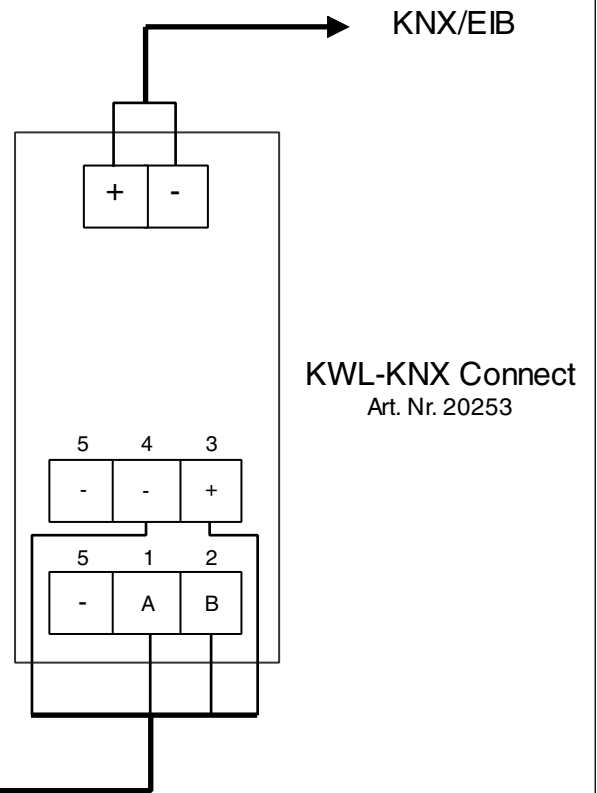 KNX/EIB
+ -
KWL-KNX Connect
Art. Nr. 20253
5 4 3
- - +
5 1 2
- A B